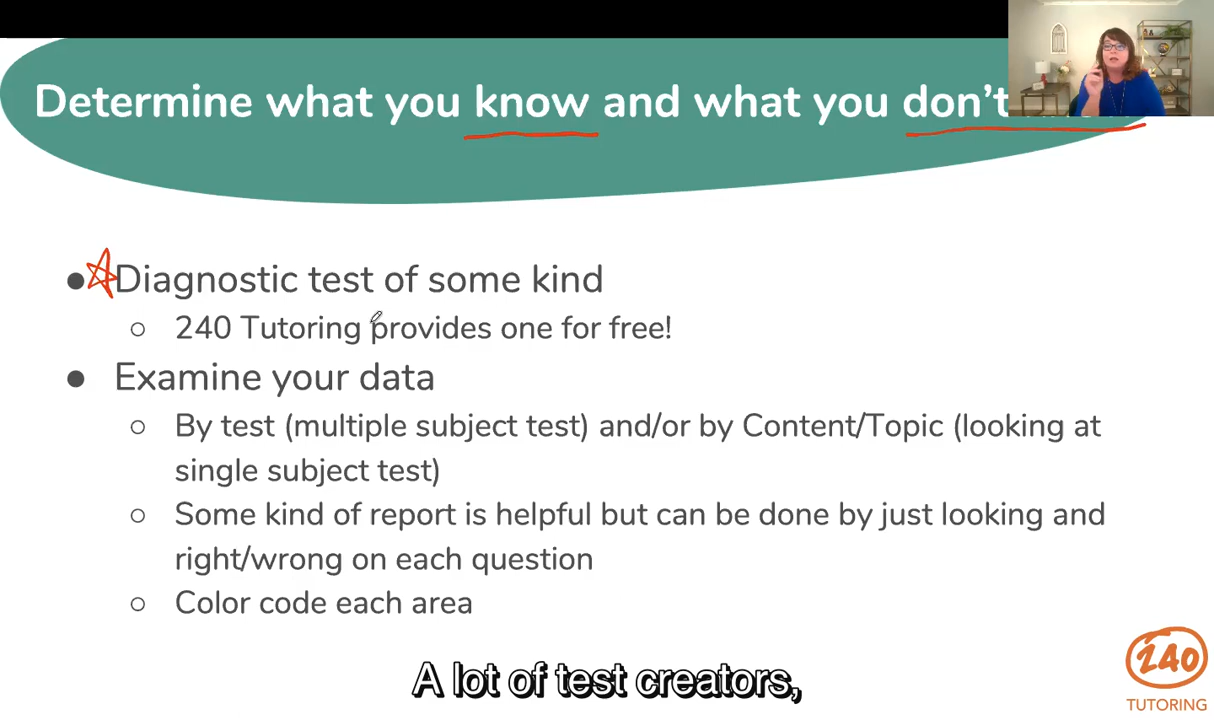 Determine what you know and what you don't
● Diagnostic test of some kind
○ 240 Tutoring provides one for free!
● Examine your data
○ By test (multiple subject test) and/or by Content/Topic (looking at
single subject test)
○ Some kind of report is helpful but can be done by just looking and
right/wrong on each question
○ Color code each area
240
TUTORING
A lot of test creators,